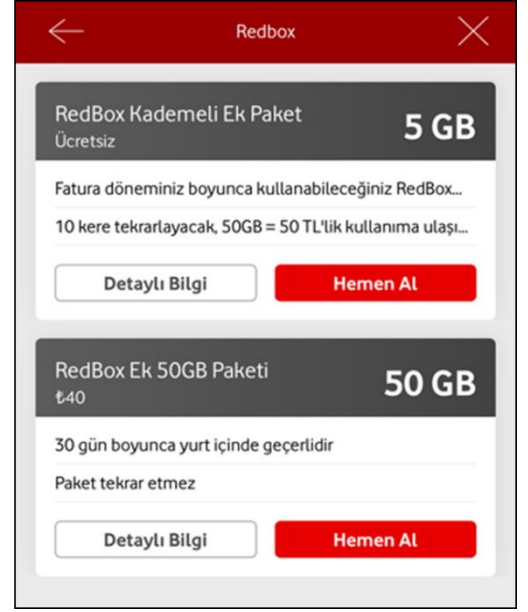 Redbox
RedBox Kademeli Ek Paket
Ücretsiz
5 GB
Fatura döneminiz boyunca kullanabileceğiniz RedBox...
10 kere tekrarlayacak, 50GB = 50 TL'lik kullanıma ulaşı...
Detaylı Bilgi
Hemen Al
RedBox Ek 50GB Paketi
₺40
50 GB
30 gün boyunca yurt içinde geçerlidir
Paket tekrar etmez
Detaylı Bilgi
Hemen Al